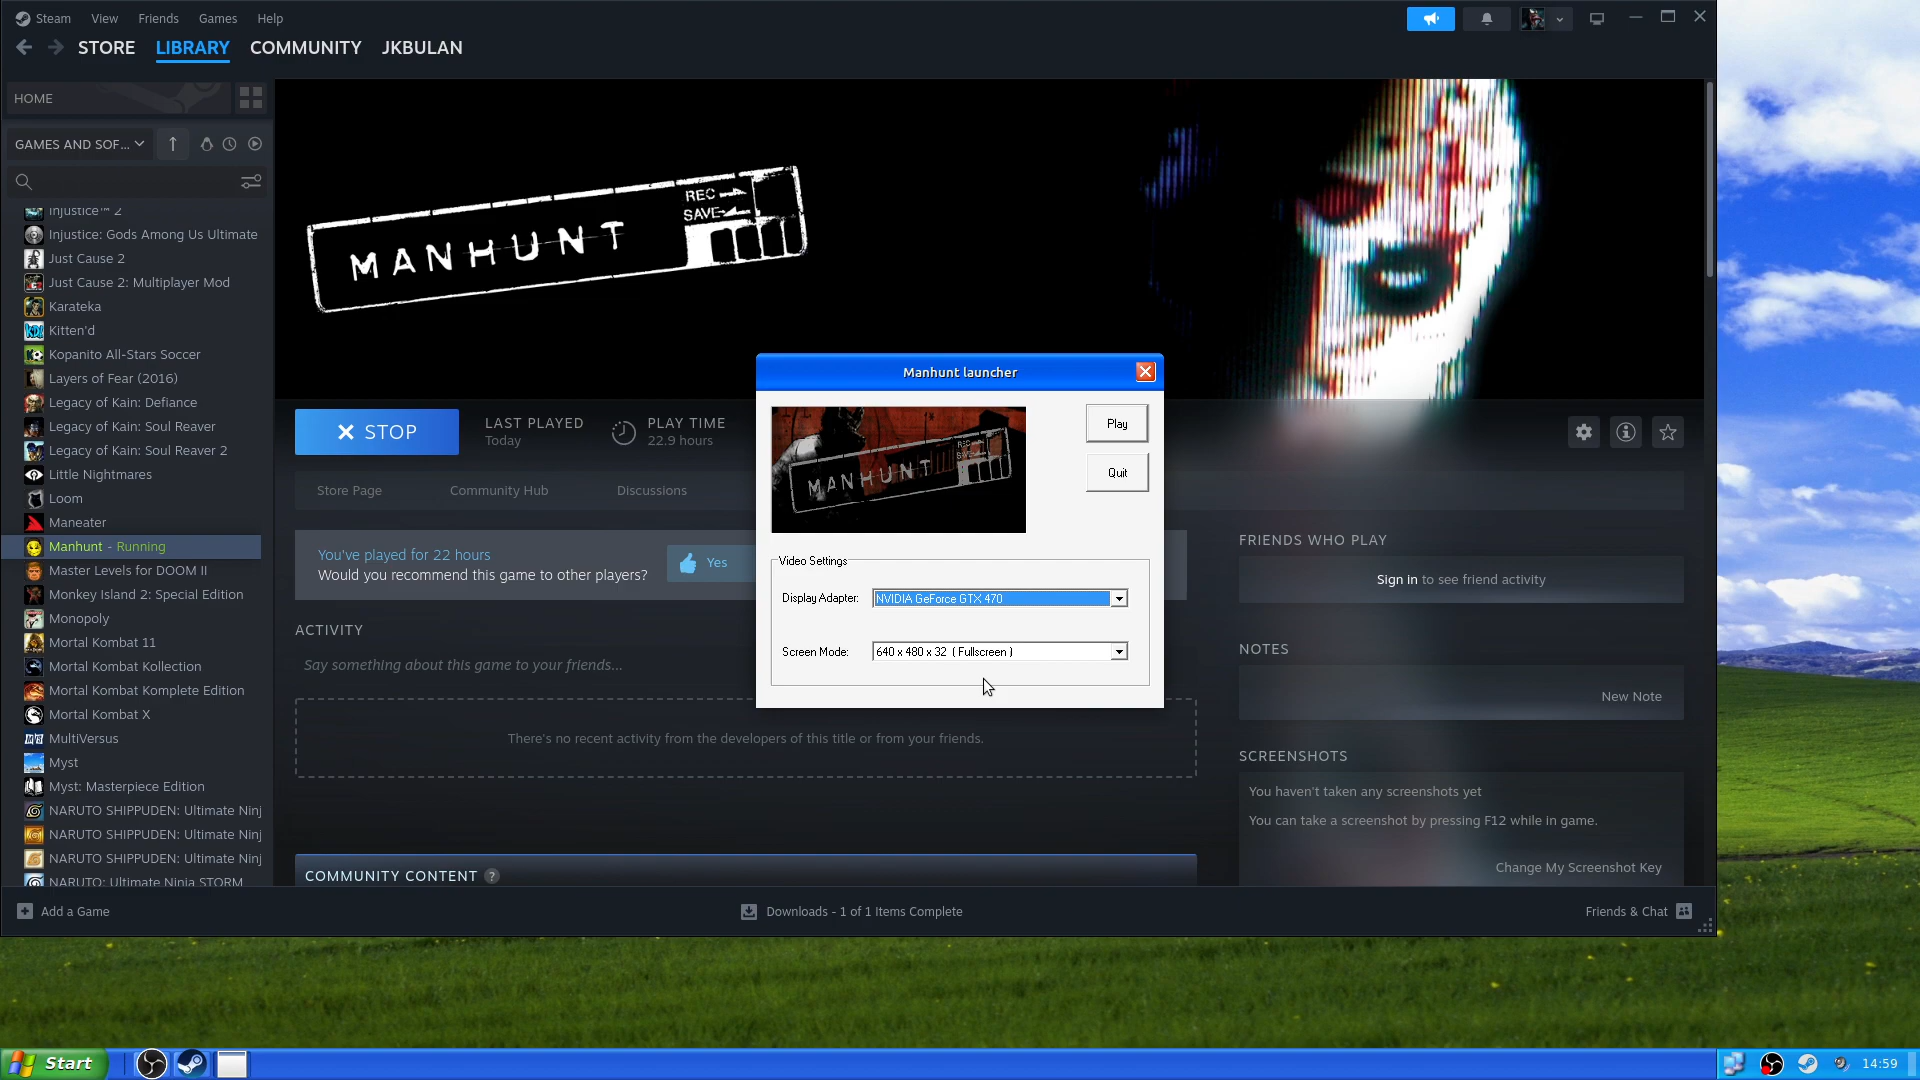 Steam View Friends Games Help
STORE LIBRARY COMMUNITY JKBULAN
HOME
GAMES AND SOF...
Injustice™ 2
Injustice: Gods Among Us Ultimate
Just Cause 2
Just Cause 2: Multiplayer Mod
Karateka
Kitten'd
Kopanito All-Stars Soccer
Layers of Fear (2016)
Legacy of Kain: Defiance
Legacy of Kain: Soul Reaver
Legacy of Kain: Soul Reaver 2
Little Nightmares
Loom
Maneater
Manhunt - Running
Master Levels for DOOM II
Monkey Island 2: Special Edition
Monopoly
Mortal Kombat 11
Mortal Kombat Kollection
Mortal Kombat Komplete Edition
Mortal Kombat X
MultiVersus
Myst
Myst: Masterpiece Edition
NARUTO SHIPPUDEN: Ultimate Ninj
NARUTO SHIPPUDEN: Ultimate Ninj
NARUTO SHIPPUDEN: Ultimate Ninj
NARUTO: Ultimate Ninja STORM
MANHUNT
REC
SAVE
STOP
LAST PLAYED
Today
PLAY TIME
22.9 hours
Store Page Community Hub Discussions
You've played for 22 hours
Would you recommend this game to other players?
Yes
ACTIVITY
Say something about this game to your friends...
There's no recent activity from the developers of this title or from your friends.
COMMUNITY CONTENT ?
Manhunt launcher
MANHUNT
REC
SAVE
Play
Quit
Video Settings
Display Adapter: NVIDIA GeForce GTX 470
Screen Mode: 640 x 480 x 32 ( Fullscreen )
FRIENDS WHO PLAY
Sign in to see friend activity
NOTES
New Note
SCREENSHOTS
You haven't taken any screenshots yet
You can take a screenshot by pressing F12 while in game.
Change My Screenshot Key
Add a Game
Downloads - 1 of 1 Items Complete
Friends & Chat
Start
14:59